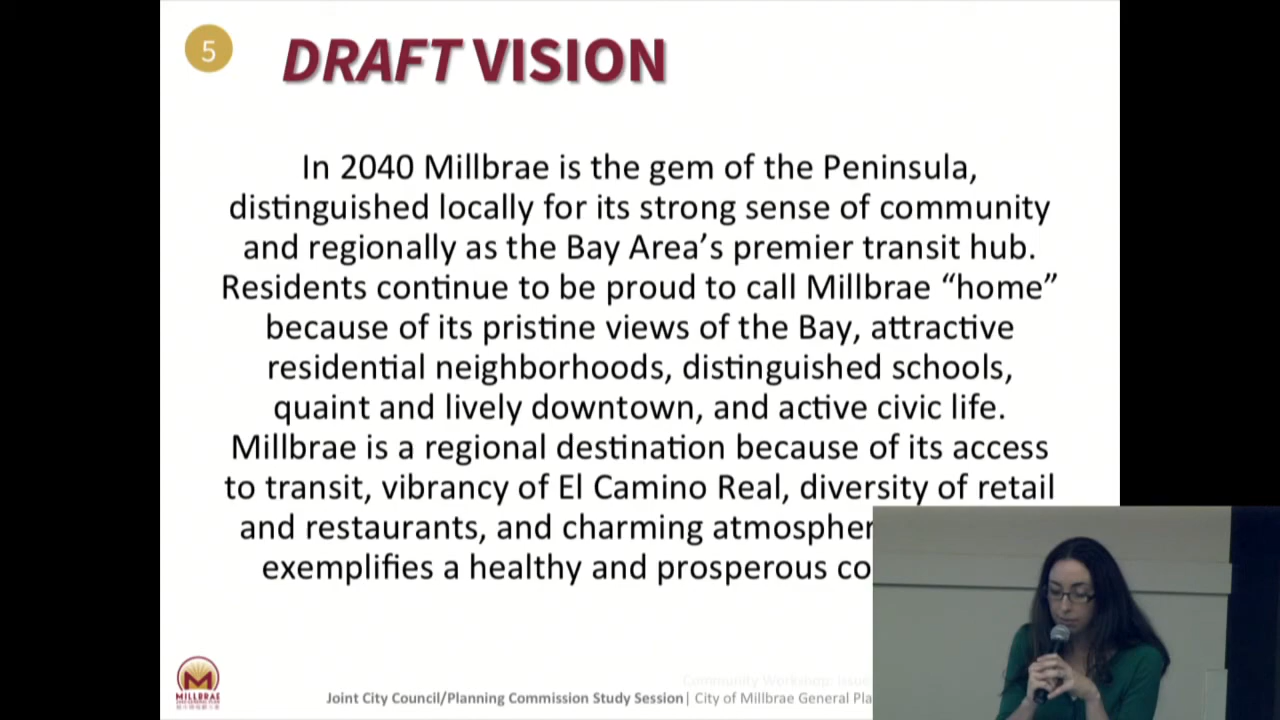 5
DRAFT VISION
In 2040 Millbrae is the gem of the Peninsula,
distinguished locally for its strong sense of community
and regionally as the Bay Area’s premier transit hub.
Residents continue to be proud to call Millbrae “home”
because of its pristine views of the Bay, attractive
residential neighborhoods, distinguished schools,
quaint and lively downtown, and active civic life.
Millbrae is a regional destination because of its access
to transit, vibrancy of El Camino Real, diversity of retail
and restaurants, and charming
exemplifies a healthy and prosperous
M
MILLBRAE
Community Workshop:
Joint City Council/Planning Commission Study Session| City of Millbrae General